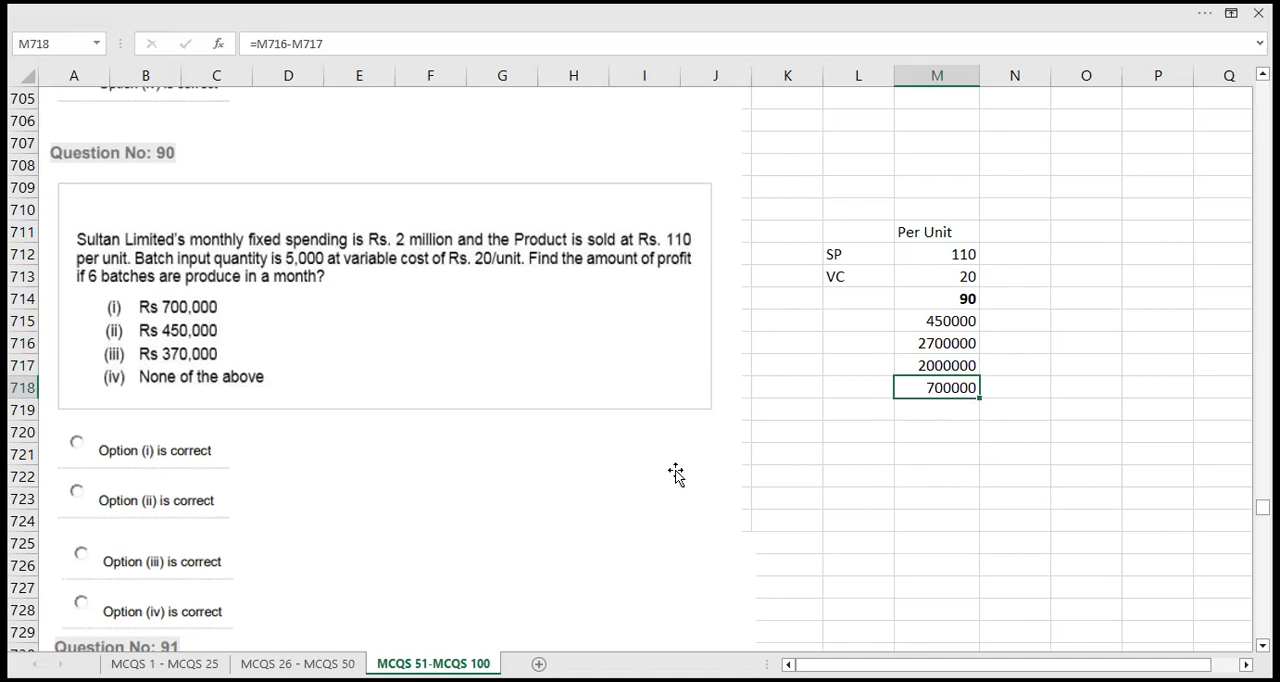 M718
fx
=M716-M717
A B C D E F G H I J K L M N O P Q
705
706
707
Question No: 90
708
709
710
711 Per Unit
Sultan Limited's monthly fixed spending is Rs. 2 million and the Product is sold at Rs. 110
712 SP 110
per unit. Batch input quantity is 5,000 at variable cost of Rs. 20/unit. Find the amount of profit
713 VC 20
if 6 batches are produce in a month?
714 90
(i) Rs 700,000
715 450000
(ii) Rs 450,000
716 2700000
(iii) Rs 370,000
717 2000000
(iv) None of the above
718 700000
719
720
721 Option (i) is correct
722
723 Option (ii) is correct
724
725
726 Option (iii) is correct
727
728 Option (iv) is correct
729
Question No: 91
MCQS 1 - MCQS 25 MCQS 26 - MCQS 50 MCQS 51-MCQS 100